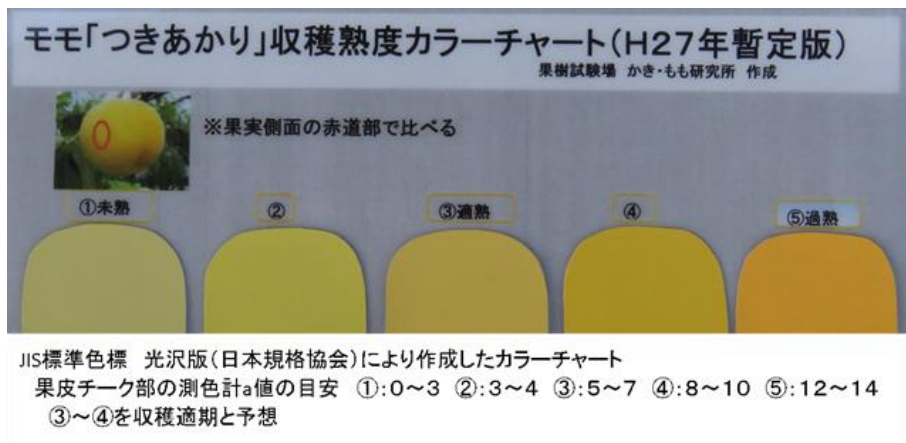 モモ「つきあかり」収穫熟度カラーチャート(H27年暫定版)
果樹試験場 かき・もも研究所 作成
※果実側面の赤道部で比べる
①未熟 ② ③適熟 ④ ⑤過熟
JIS標準色標 光沢版(日本規格協会)により作成したカラーチャート
果皮チーク部の測色計a値の目安 ①:0～3 ②:3～4 ③:5～7 ④:8～10 ⑤:12～14
③～④を収穫適期と予想